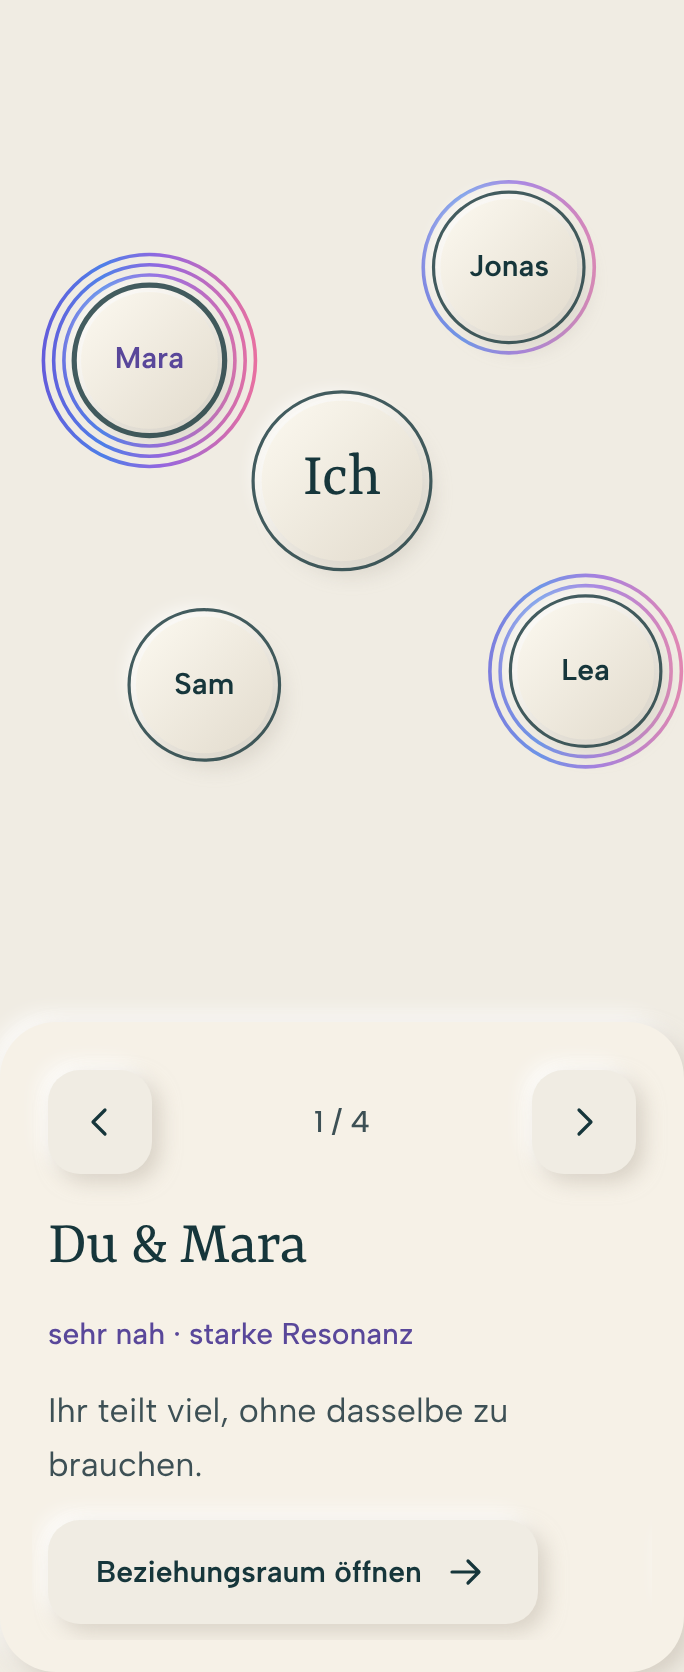 Jonas
Mara
Ich
Lea
Sam
1 / 4
Du & Mara
sehr nah · starke Resonanz
Ihr teilt viel, ohne dasselbe zu
brauchen.
Beziehungsraum öffnen